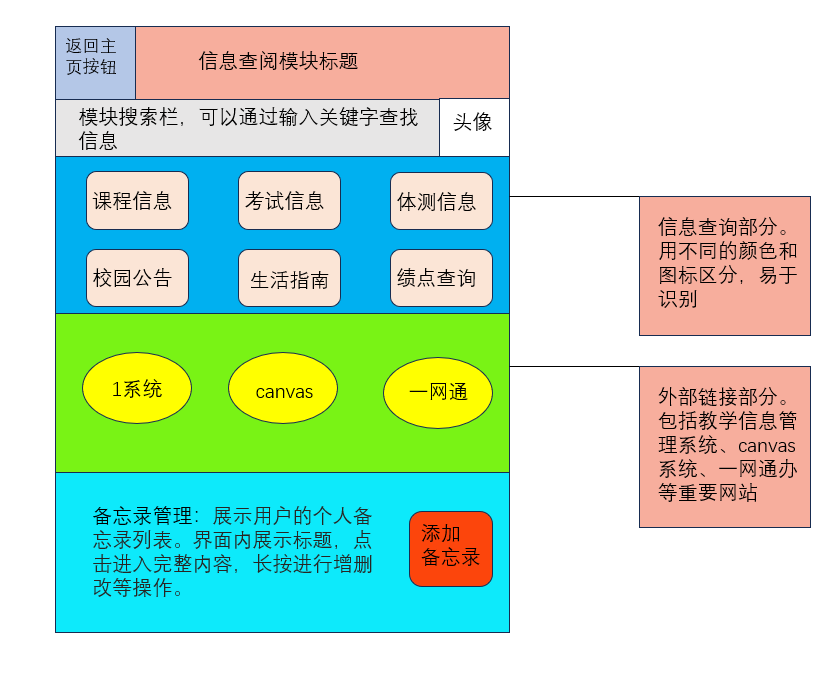 返回主
页按钮
信息查阅模块标题
模块搜索栏，可以通过输入关键字查找
信息
头像
课程信息
考试信息
体测信息
校园公告
生活指南
绩点查询
信息查询部分。
用不同的颜色和
图标区分，易于
识别
1系统
canvas
一网通
外部链接部分。
包括教学信息管
理系统、canvas
系统、一网通办
等重要网站
备忘录管理：展示用户的个人备
忘录列表。界面内展示标题，点
击进入完整内容，长按进行增删
改等操作。
添加
备忘录